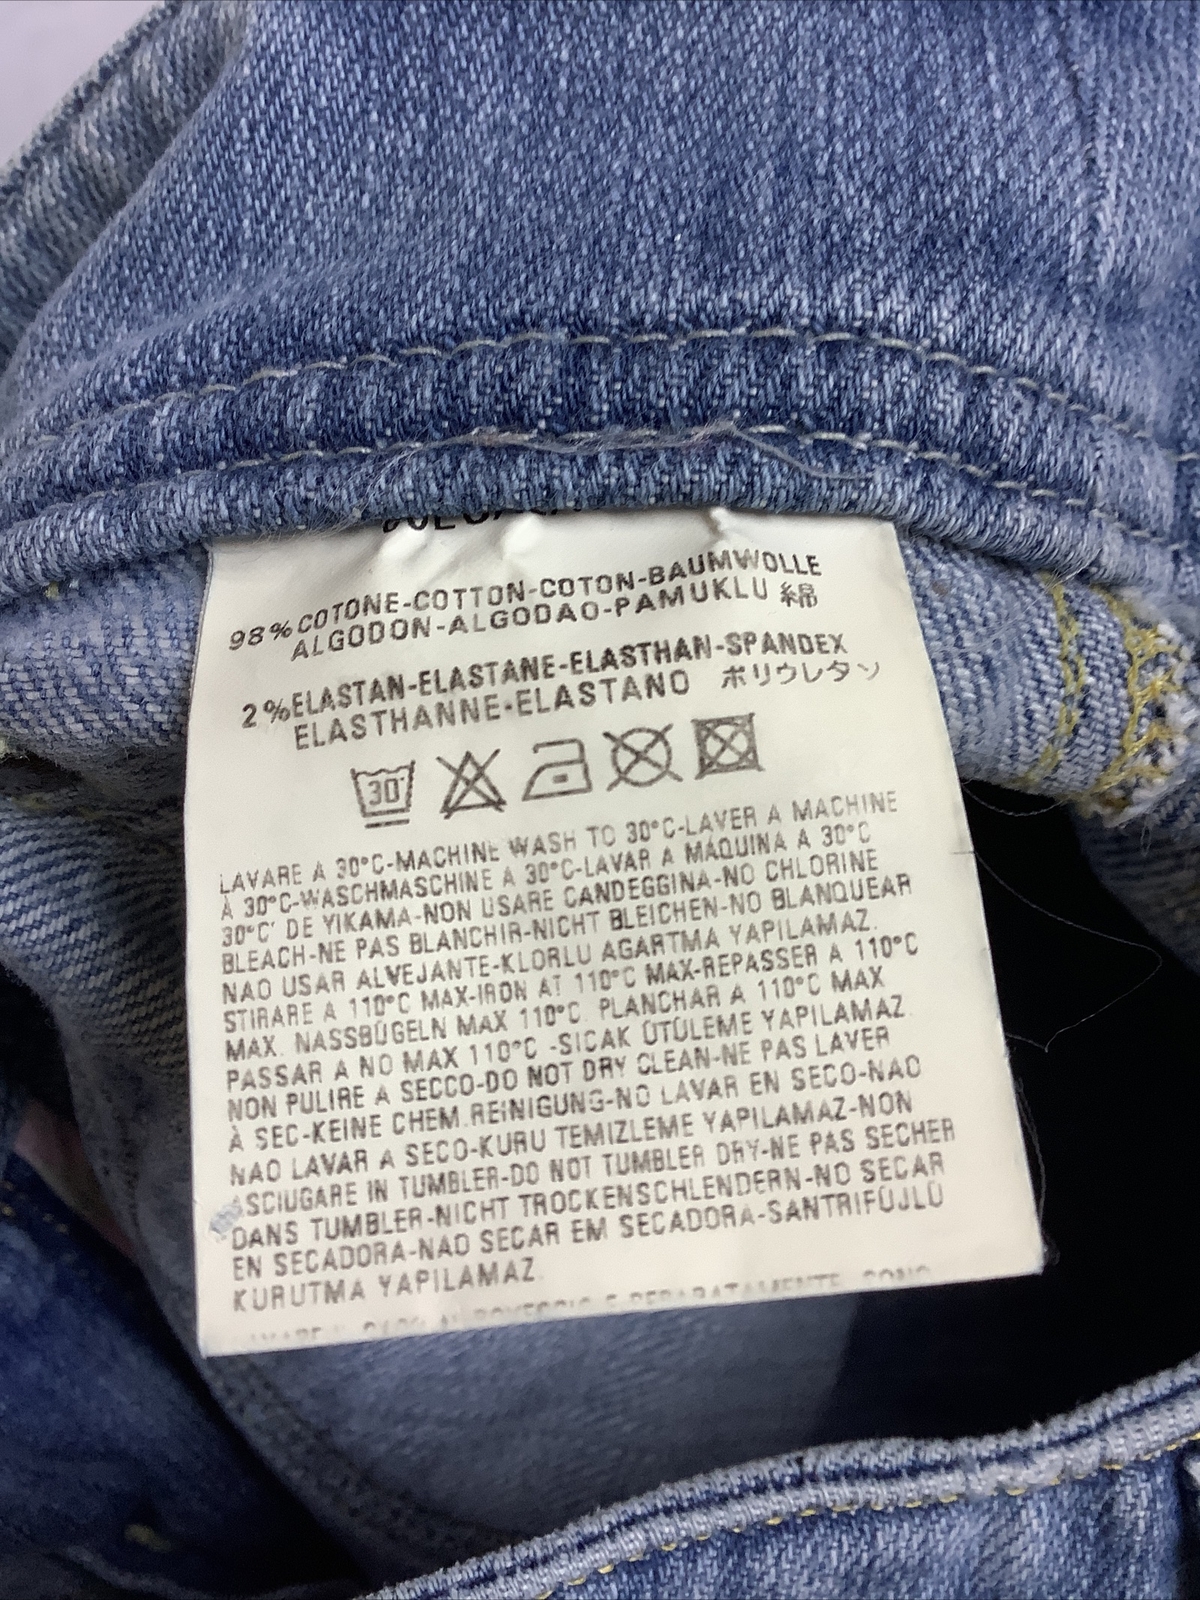 98%COTONE-COTTON-COTON-BAUMWOLLE
ALGODON-ALGODAO-PAMUKLU 綿
2%ELASTAN-ELASTANE-ELASTHAN-SPANDEX
ELASTHANNE-ELASTANO ポリウレタン
30°
LAVARE A 30°C-MACHINE WASH TO 30°C-LAVER A MACHINE
À 30°C-WASCHMASCHINE A 30°C-LAVAR A MAQUINA A 30°C
30°C' DE YIKAMA-NON USARE CANDEGGINA-NO CHLORINE
BLEACH-NE PAS BLANCHIR-NICHT BLEICHEN-NO BLANQUEAR
NAO USAR ALVEJANTE-KLORLU AGARTMA YAPILAMAZ.
STIRARE A 110°C MAX-IRON AT 110°C MAX-REPASSER A 110°C
MAX. NASSBÜGELN MAX 110°C. PLANCHAR A 110°C MAX
PASSAR A NO MAX 110°C -SICAK ÜTÜLEME YAPILAMAZ.
NON PULIRE A SECCO-DO NOT DRY CLEAN-NE PAS LAVER
À SEC-KEINE CHEM.REINIGUNG-NO LAVAR EN SECO-NAO
NAO LAVAR A SECO-KURU TEMIZLEME YAPILAMAZ-NON
ASCIUGARE IN TUMBLER-DO NOT TUMBLER DRY-NE PAS SECHER
DANS TUMBLER-NICHT TROCKENSCHLENDERN-NO SECAR
EN SECADORA-NAO SECAR EM SECADORA-SANTRIFÜJLÜ
KURUTMA YAPILAMAZ.
SEPARATAMENTE